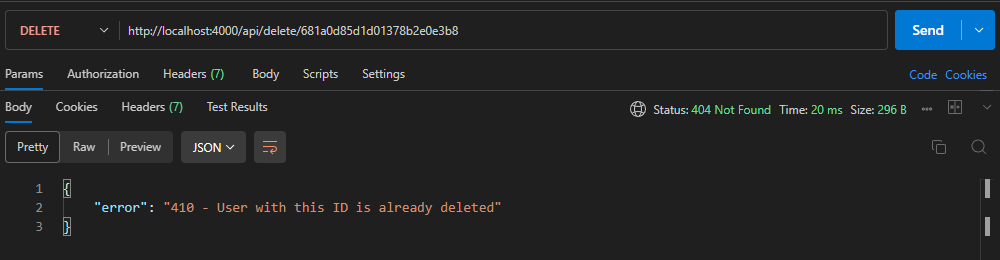 DELETE http://localhost:4000/api/delete/681a0d85d1d01378b2e0e3b8 Send
Params Authorization Headers (7) Body Scripts Settings Code Cookies
Body Cookies Headers (7) Test Results Status: 404 Not Found Time: 20 ms Size: 296 B
Pretty Raw Preview JSON
1 {
2 "error": "410 - User with this ID is already deleted"
3 }